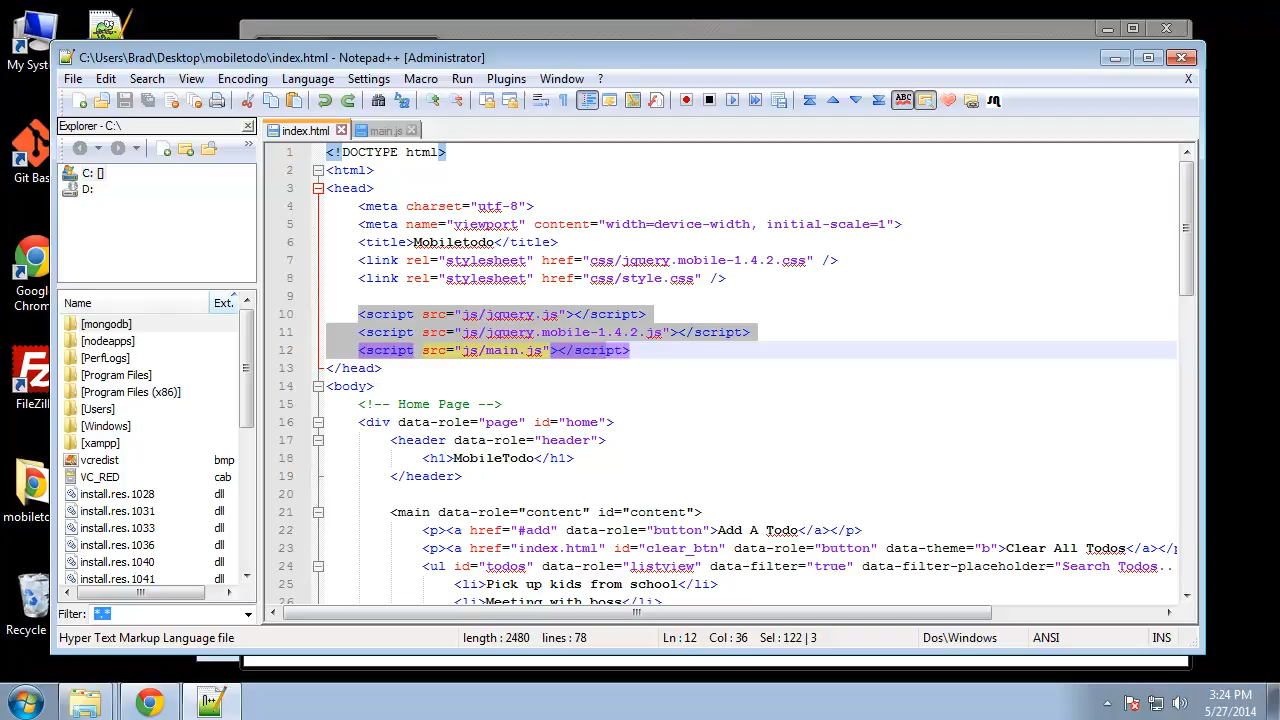 My Sys
C:\Users\Brad\Desktop\mobiletodo\index.html - Notepad++ [Administrator]
File Edit Search View Encoding Language Settings Macro Run Plugins Window ? X
Explorer - C:\
index.html main.js
C: []
D:
Name Ext.
[mongodb]
[nodeapps]
[PerfLogs]
[Program Files]
[Program Files (x86)]
[Users]
[Windows]
[xampp]
vcredist bmp
VC_RED cab
install.res.1028 dll
install.res.1031 dll
install.res.1033 dll
install.res.1036 dll
install.res.1040 dll
install.res.1041 dll
Filter: *.*
1 <!DOCTYPE html>
2 <html>
3 <head>
4 <meta charset="utf-8">
5 <meta name="viewport" content="width=device-width, initial-scale=1">
6 <title>Mobiletodo</title>
7 <link rel="stylesheet" href="css/jquery.mobile-1.4.2.css" />
8 <link rel="stylesheet" href="css/style.css" />
9
10 <script src="js/jquery.js"></script>
11 <script src="js/jquery.mobile-1.4.2.js"></script>
12 <script src="js/main.js"></script>
13 </head>
14 <body>
15 <!-- Home Page -->
16 <div data-role="page" id="home">
17 <header data-role="header">
18 <h1>MobileTodo</h1>
19 </header>
20
21 <main data-role="content" id="content">
22 <p><a href="#add" data-role="button">Add A Todo</a></p>
23 <p><a href="index.html" id="clear_btn" data-role="button" data-theme="b">Clear All Todos</a></p
24 <ul id="todos" data-role="listview" data-filter="true" data-filter-placeholder="Search Todos..
25 <li>Pick up kids from school</li>
26 <li>Meeting with boss</li>
Git Bas
Google
Chrom
FileZil
mobileto
Recycle
Hyper Text Markup Language file length : 2480 lines : 78 Ln : 12 Col : 36 Sel : 122 | 3 Dos\Windows ANSI INS
3:24 PM
5/27/2014